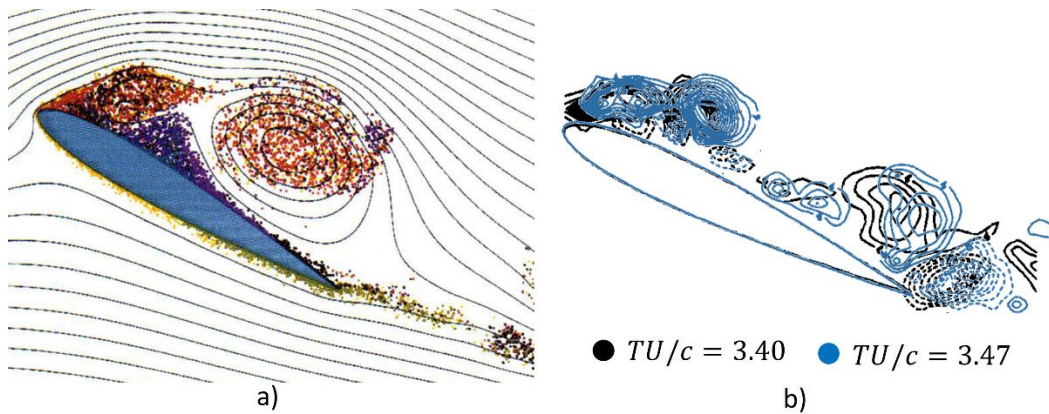 TU/c = 3.40 TU/c = 3.47
a) b)